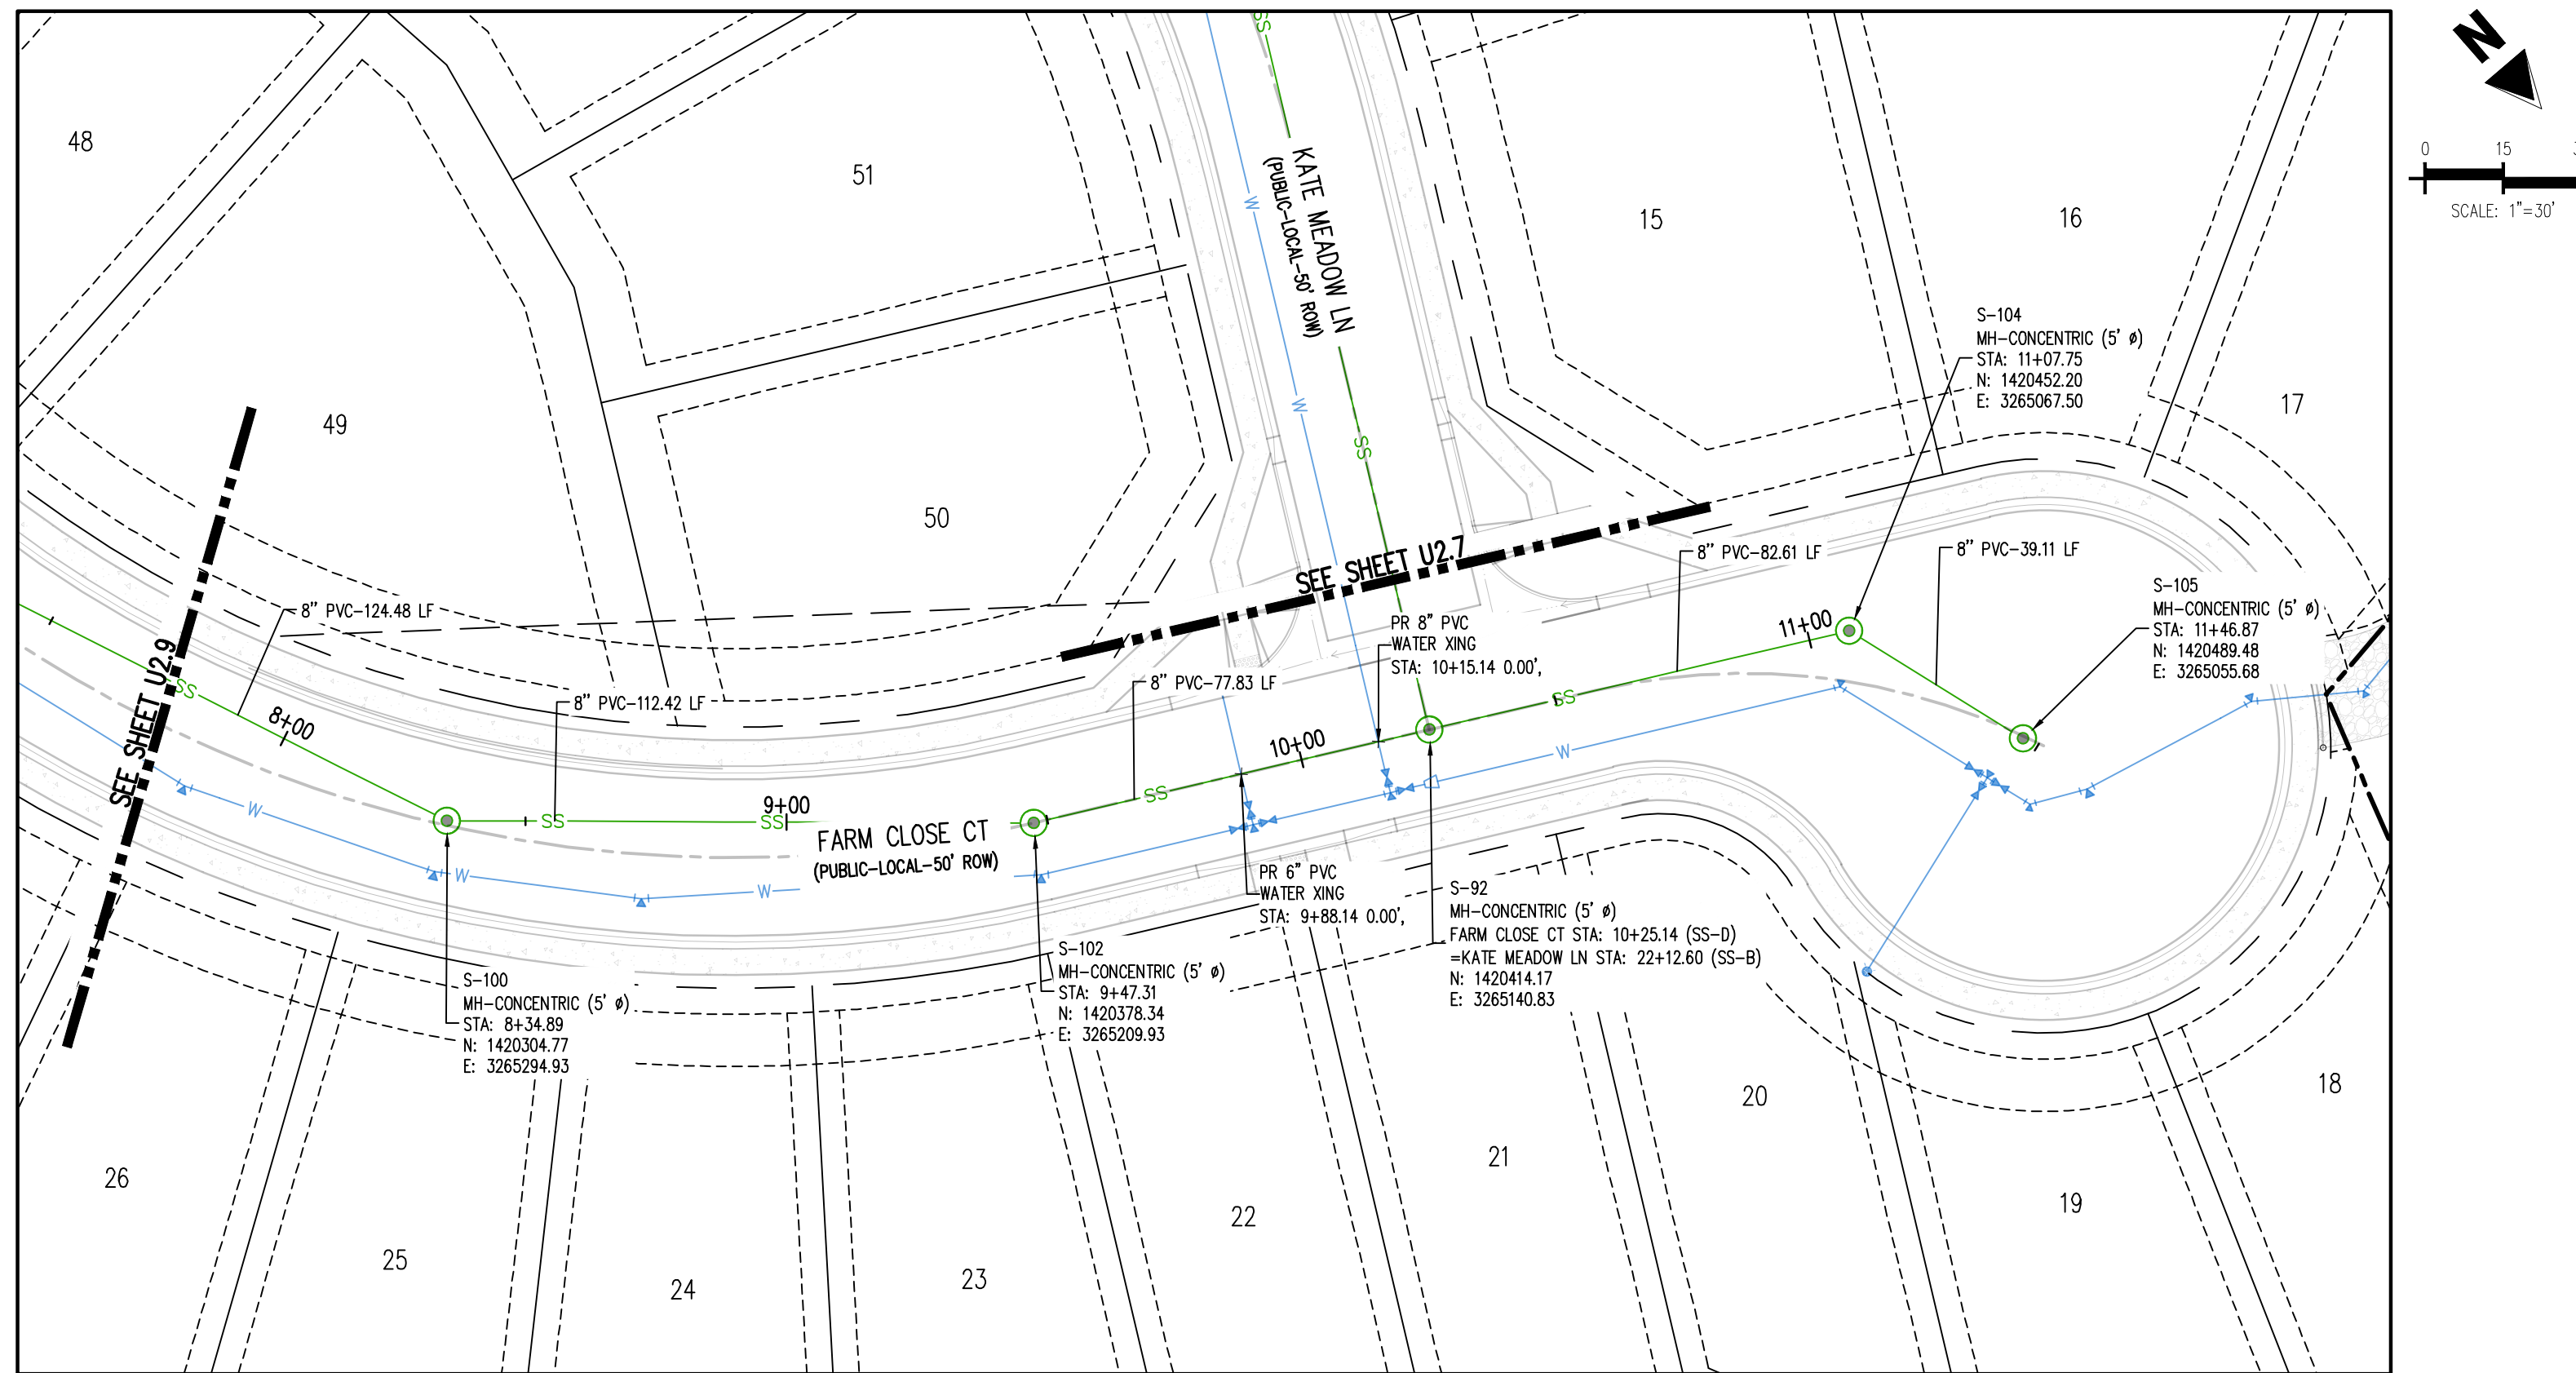 N
0 15
SCALE: 1"=30'
48
51
15
16
17
49
50
KATE MEADOW LN
(PUBLIC-LOCAL-50' ROW)
SS
W
W
SS
S-104
MH-CONCENTRIC (5' ø)
STA: 11+07.75
N: 1420452.20
E: 3265067.50
SEE SHEET U2.7
8" PVC-82.61 LF
8" PVC-39.11 LF
S-105
MH-CONCENTRIC (5' ø)
STA: 11+46.87
N: 1420489.48
E: 3265055.68
8" PVC-124.48 LF
SEE SHEET U2.9
SS
8+00
8" PVC-112.42 LF
8" PVC-77.83 LF
PR 8" PVC
WATER XING
STA: 10+15.14 0.00',
11+00
10+00
9+00
SS
SS
SS
SS
W
W
W
W
FARM CLOSE CT
(PUBLIC-LOCAL-50' ROW)
PR 6" PVC
WATER XING
STA: 9+88.14 0.00',
S-92
MH-CONCENTRIC (5' ø)
FARM CLOSE CT STA: 10+25.14 (SS-D)
=KATE MEADOW LN STA: 22+12.60 (SS-B)
N: 1420414.17
E: 3265140.83
S-102
MH-CONCENTRIC (5' ø)
STA: 9+47.31
N: 1420378.34
E: 3265209.93
S-100
MH-CONCENTRIC (5' ø)
STA: 8+34.89
N: 1420304.77
E: 3265294.93
26
25
24
23
22
21
20
19
18